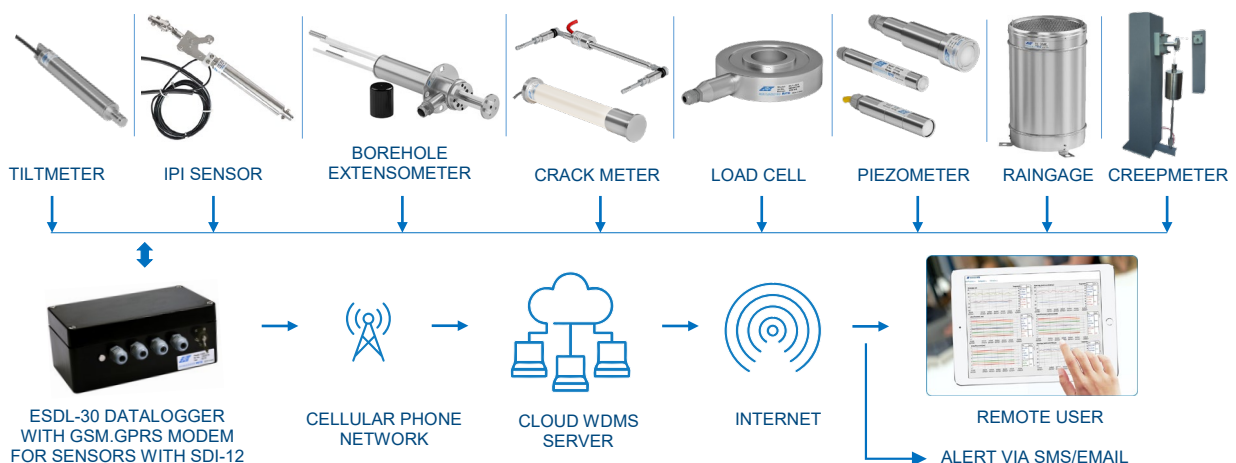 TILTMETER
IPI SENSOR
BOREHOLE
EXTENSOMETER
CRACK METER
LOAD CELL
PIEZOMETER
RAINGAGE
CREEPMETER
ESDL-30 DATALOGGER
WITH GSM.GPRS MODEM
FOR SENSORS WITH SDI-12
CELLULAR PHONE
NETWORK
CLOUD WDMS
SERVER
INTERNET
REMOTE USER
ALERT VIA SMS/EMAIL